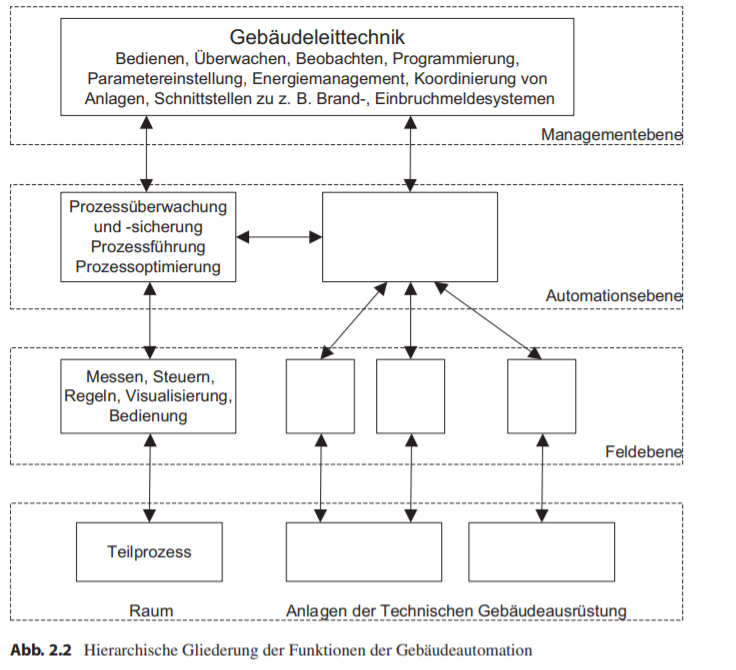 Gebäudeleittechnik
Bedienen, Überwachen, Beobachten, Programmierung,
Parametereinstellung, Energiemanagement, Koordinierung von
Anlagen, Schnittstellen zu z. B. Brand-, Einbruchmeldesystemen
Managementebene
Prozessüberwachung
und -sicherung
Prozessführung
Prozessoptimierung
Automationsebene
Messen, Steuern,
Regeln, Visualisierung,
Bedienung
Feldebene
Teilprozess
Raum
Anlagen der Technischen Gebäudeausrüstung
Abb. 2.2 Hierarchische Gliederung der Funktionen der Gebäudeautomation